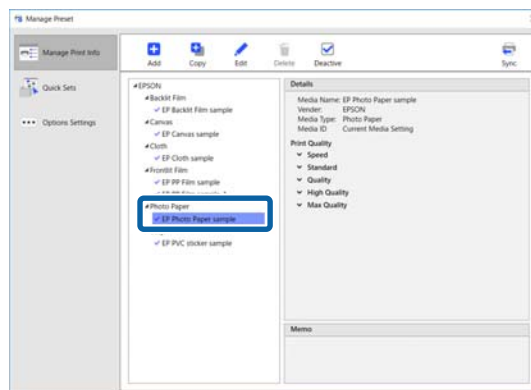 Manage Preset
Manage Print Info
Quick Sets
Options Settings
Add
Copy
Edit
Delete
Deactive
Sync
EPSON
Backlit Film
EP Backlit Film sample
Canvas
EP Canvas sample
Cloth
EP Cloth sample
Frontlit Film
EP PP Film sample
Photo Paper
EP Photo Paper sample
EP PVC sticker sample
Details
Media Name: EP Photo Paper sample
Vender: EPSON
Media Type: Photo Paper
Media ID Current Media Setting
Print Quality
Speed
Standard
Quality
High Quality
Max Quality
Memo